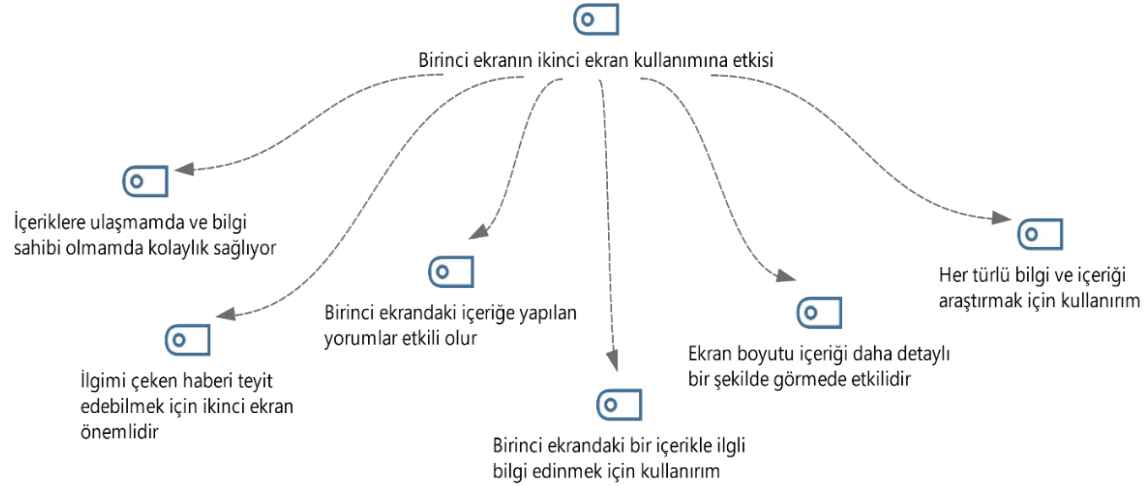 Birinci ekranın ikinci ekran kullanımına etkisi
İçeriklere ulaşmamda ve bilgi
sahibi olmamda kolaylık sağlıyor
İlgimi çeken haberi teyit
edebilmek için ikinci ekran
önemlidir
Birinci ekrandaki içeriğe yapılan
yorumlar etkili olur
Birinci ekrandaki bir içerikle ilgli
bilgi edinmek için kullanırım
Ekran boyutu içeriği daha detaylı
bir şekilde görmede etkilidir
Her türlü bilgi ve içeriği
araştırmak için kullanırım